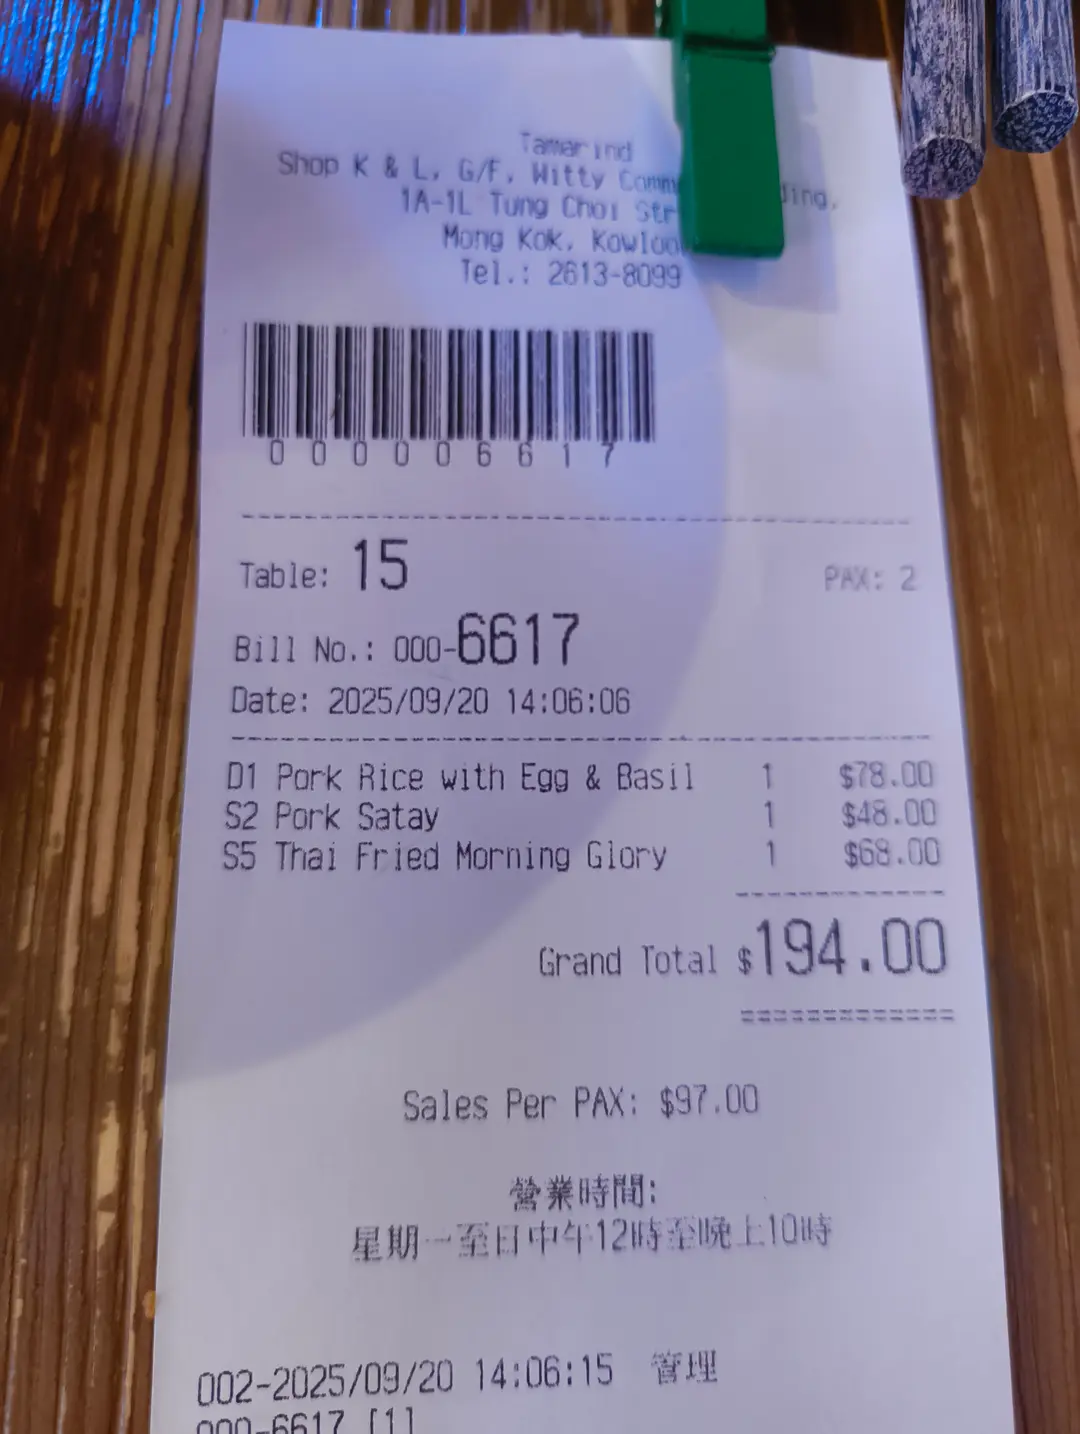 Tamarind
Shop K & L, G/F, Witty
1A-1L Tung Choi
Mong Kok,
Tel.: 2613-8099
000006617
Table: 15
PAX: 2
Bill No.: 000-6617
Date: 2025/09/20 14:06:06
D1 Pork Rice with Egg & Basil 1 $78.00
S2 Pork Satay 1 $48.00
S5 Thai Fried Morning Glory 1 $68.00
Grand Total $194.00
Sales Per PAX: $97.00
營業時間:
星期一至日中午12時至晚上10時
002-2025/09/20 14:06:15 管理
000-6617 [1]